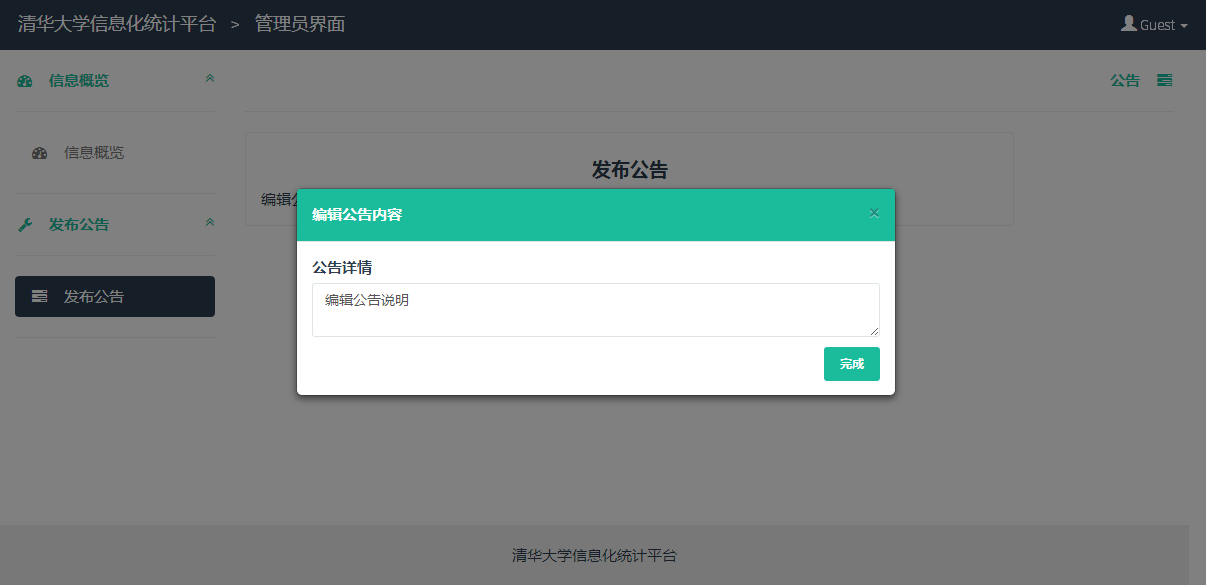 清华大学信息化统计平台 > 管理员界面
Guest
信息概览
公告
信息概览
发布公告
编辑
发布公告
发布公告
编辑公告内容
×
公告详情
编辑公告说明
完成
清华大学信息化统计平台